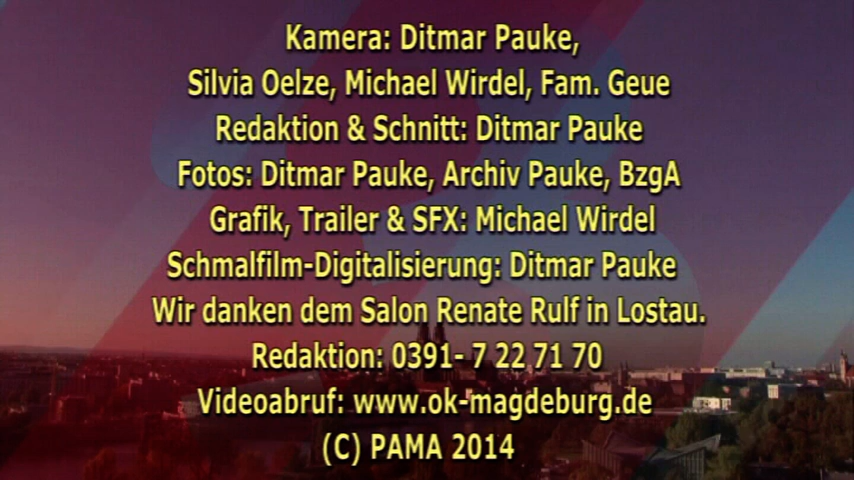 Kamera: Ditmar Pauke,
Silvia Oelze, Michael Wirdel, Fam. Geue
Redaktion & Schnitt: Ditmar Pauke
Fotos: Ditmar Pauke, Archiv Pauke, BzgA
Grafik, Trailer & SFX: Michael Wirdel
Schmalfilm-Digitalisierung: Ditmar Pauke
Wir danken dem Salon Renate Rulf in Lostau.
Redaktion: 0391- 7 22 71 70
Videoabruf: www.ok-magdeburg.de
(C) PAMA 2014